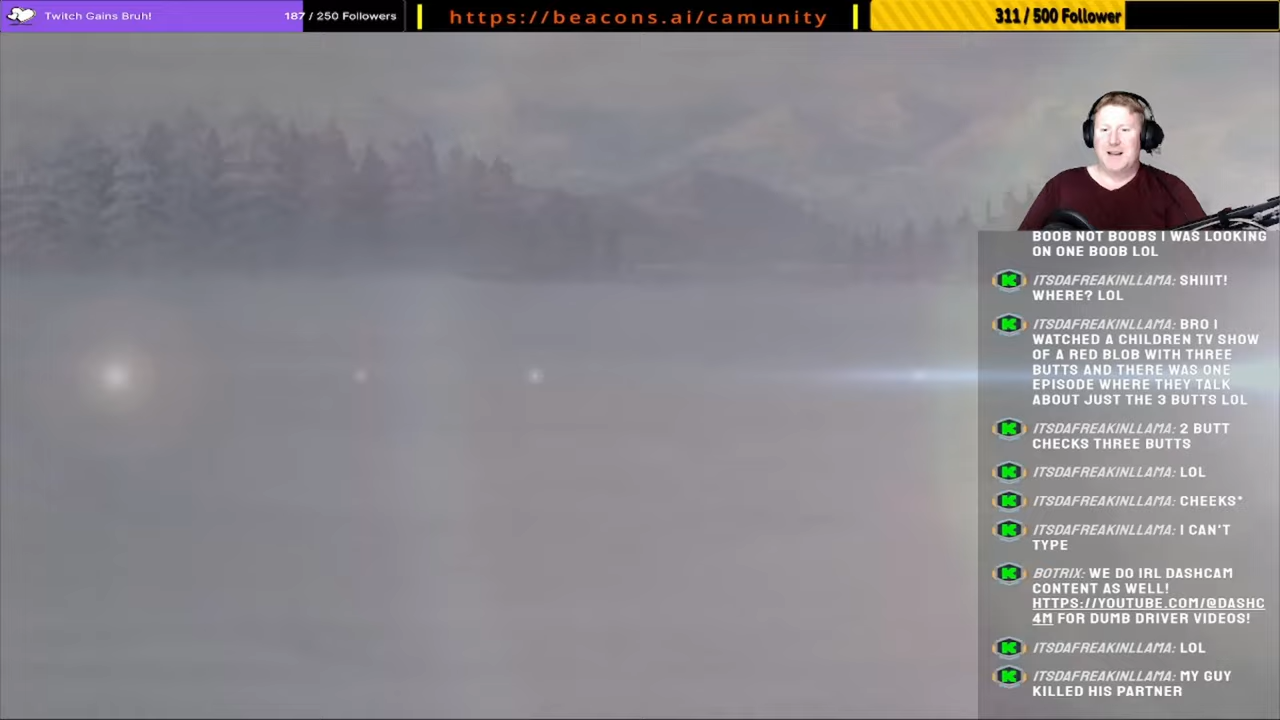 Twitch Gains Bruh!
187 / 250 Followers
https://beacons.ai/camunity
311 / 500 Follower
BOOB NOT BOOBS I WAS LOOKING
ON ONE BOOB LOL
ITSDAFREAKINLLAMA: SHIIIT!
WHERE? LOL
ITSDAFREAKINLLAMA: BRO I
WATCHED A CHILDREN TV SHOW
OF A RED BLOB WITH THREE
BUTTS AND THERE WAS ONE
EPISODE WHERE THEY TALK
ABOUT JUST THE 3 BUTTS LOL
ITSDAFREAKINLLAMA: 2 BUTT
CHECKS THREE BUTTS
ITSDAFREAKINLLAMA: LOL
ITSDAFREAKINLLAMA: CHEEKS*
ITSDAFREAKINLLAMA: I CAN'T
TYPE
BOTRIX: WE DO IRL DASHCAM
CONTENT AS WELL!
HTTPS://YOUTUBE.COM/@DASHC
4M FOR DUMB DRIVER VIDEOS!
ITSDAFREAKINLLAMA: LOL
ITSDAFREAKINLLAMA: MY GUY
KILLED HIS PARTNER